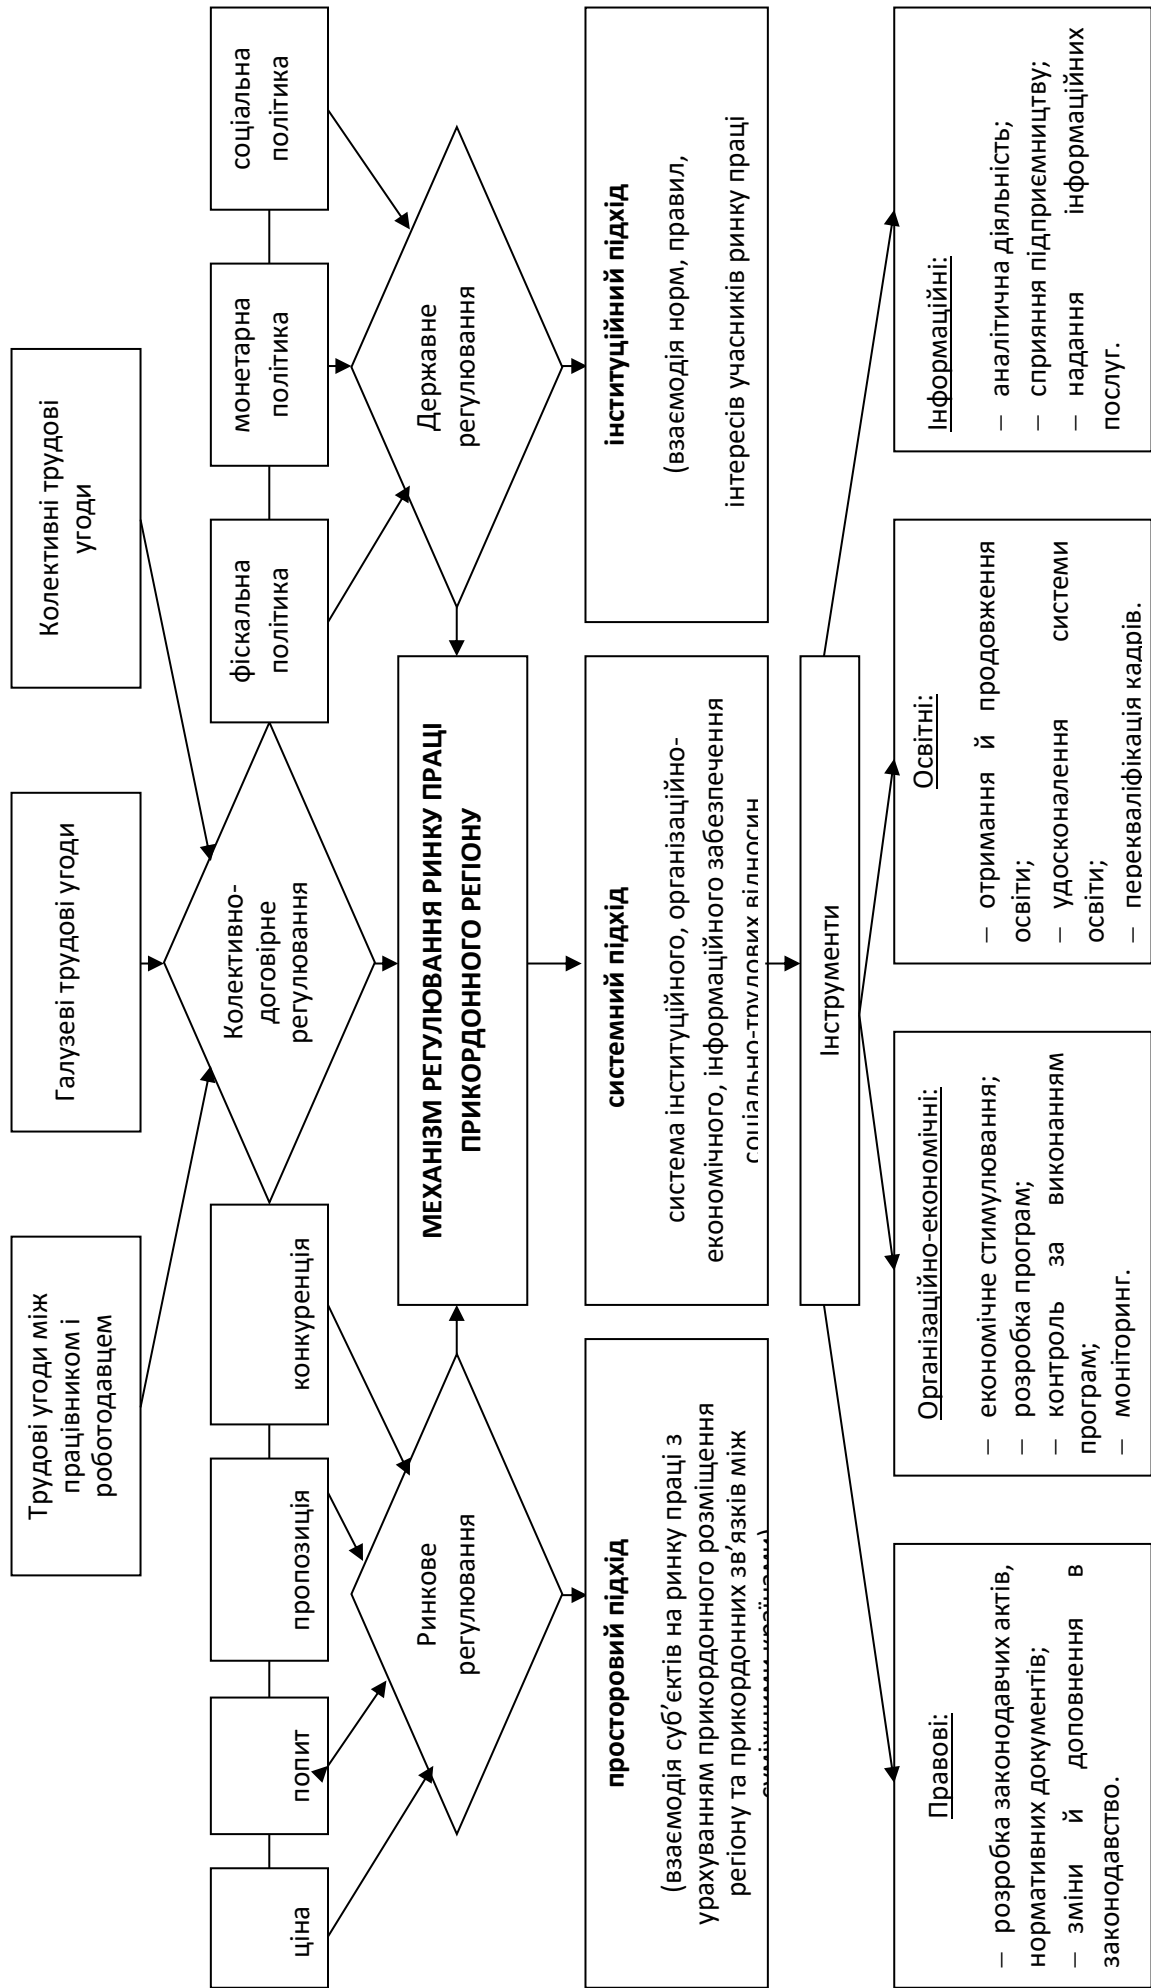 Трудові угоди між
працівником і
роботодавцем
Галузеві трудові угоди
Колективні трудові
угоди
ціна
попит
пропозиція
конкуренція
Колективно-
договірне
регулювання
фіскальна
політика
монетарна
політика
соціальна
політика
Ринкове
регулювання
МЕХАНІЗМ РЕГУЛЮВАННЯ РИНКУ ПРАЦІ
ПРИКОРДОННОГО РЕГІОНУ
Державне
регулювання
просторовий підхід
(взаємодія суб’єктів на ринку праці з
урахуванням прикордонного розміщення
регіону та прикордонних зв’язків між
суміжними країнами)
системний підхід
система інституційного, організаційно-
економічного, інформаційного забезпечення
соціально-трудових відносин
інституційний підхід
(взаємодія норм, правил,
інтересів учасників ринку праці
Інструменти
Правові:
– розробка законодавчих актів,
нормативних документів;
– зміни й доповнення в
законодавство.
Організаційно-економічні:
– економічне стимулювання;
– розробка програм;
– контроль за виконанням
програм;
– моніторинг.
Освітні:
– отримання й продовження
освіти;
– удосконалення системи
освіти;
– перекваліфікація кадрів.
Інформаційні:
– аналітична діяльність;
– сприяння підприємництву;
– надання інформаційних
послуг.